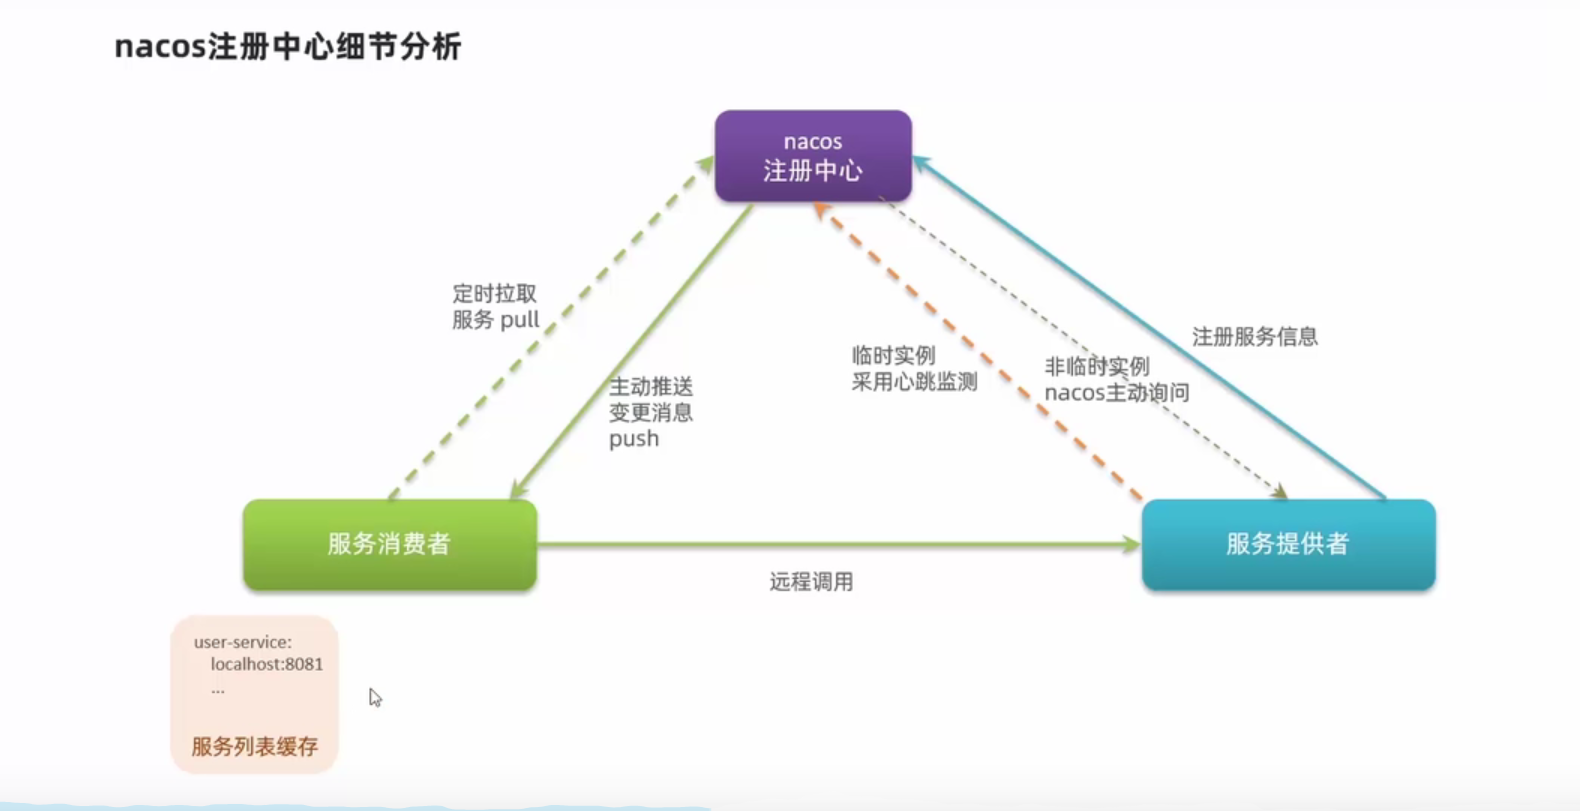 nacos注册中心细节分析
nacos
注册中心
定时拉取
服务 pull
主动推送
变更消息
push
临时实例
采用心跳监测
非临时实例
nacos主动询问
注册服务信息
服务消费者
服务提供者
远程调用
user-service:
localhost:8081
...
服务列表缓存